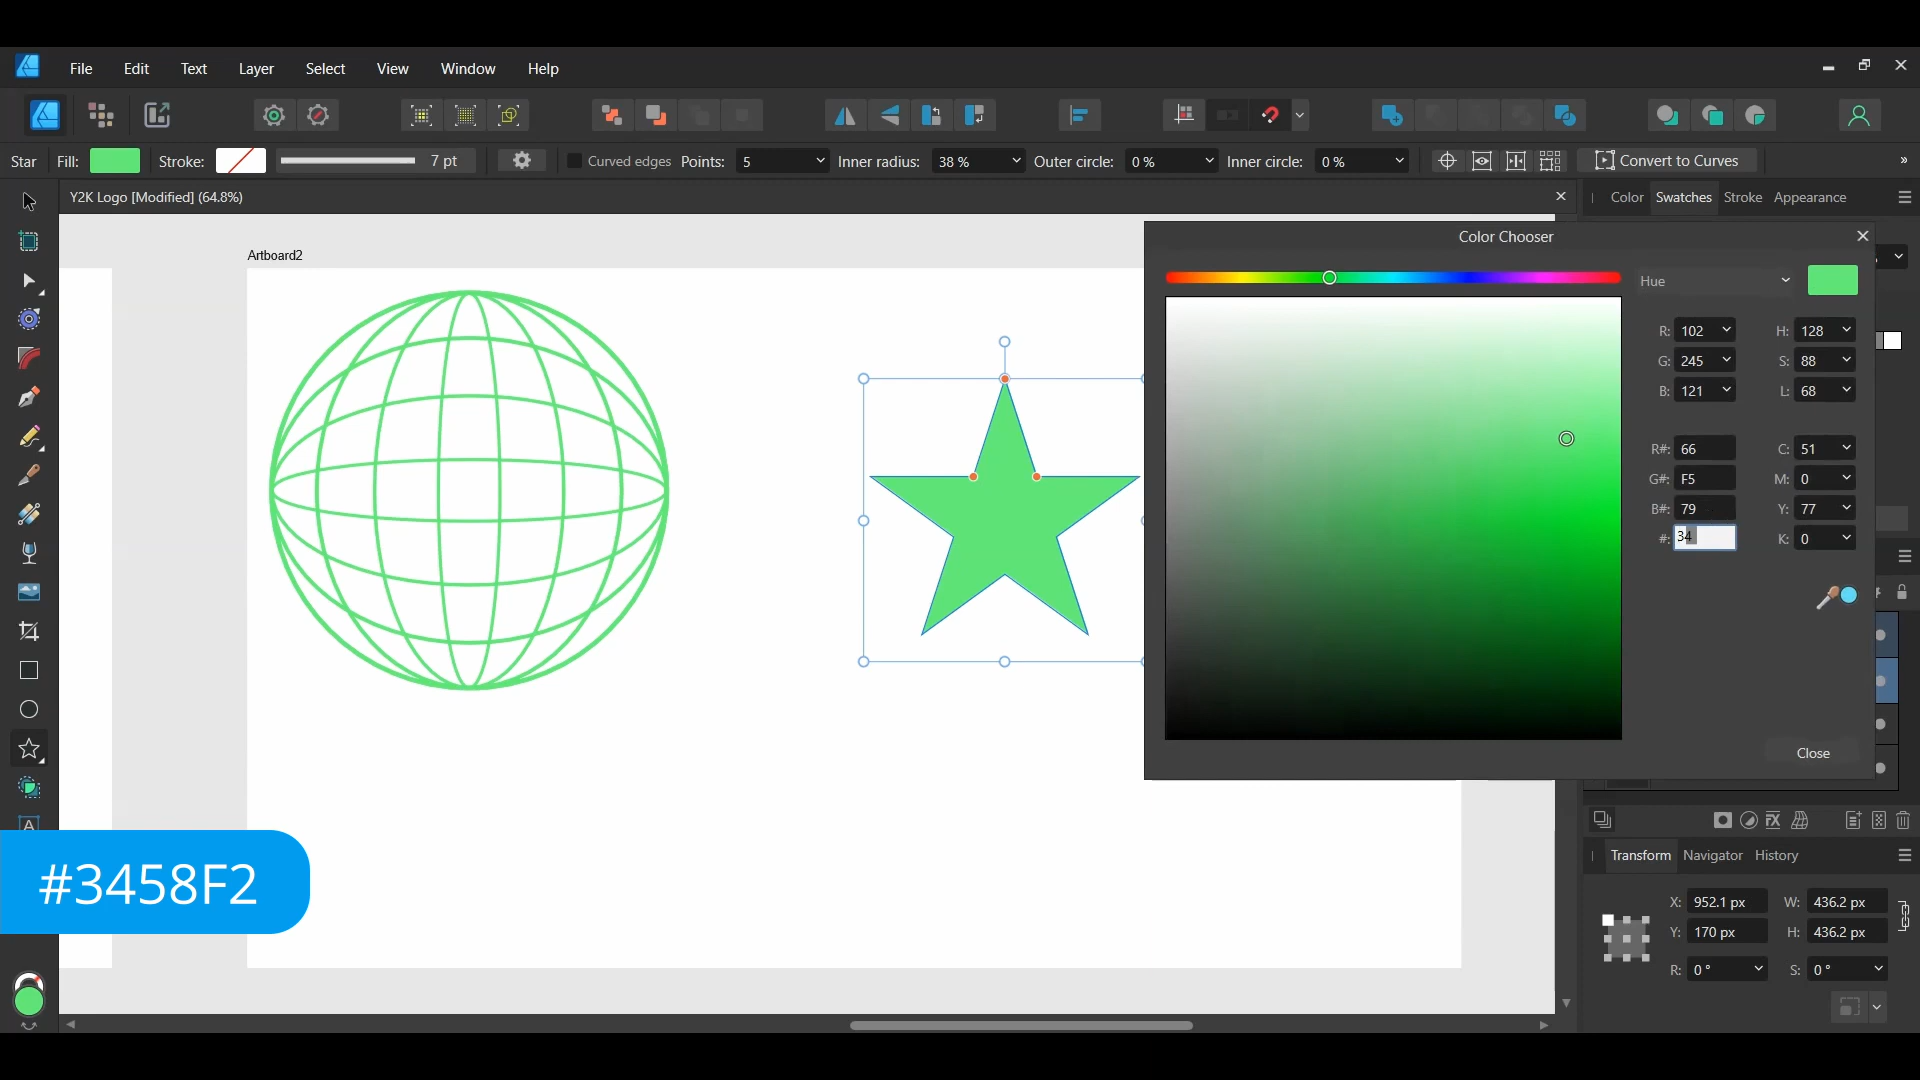 File Edit Text Layer Select View Window Help
Star Fill: Stroke: 7 pt Curved edges Points: 5 Inner radius: 38 % Outer circle: 0 % Inner circle: 0 % Convert to Curves »
Y2K Logo [Modified] (64.8%)
Color Swatches Stroke Appearance
Artboard2
Color Chooser
Hue
R: 102 H: 128
G: 245 S: 88
B: 121 L: 68
R#: 66 C: 51
G#: F5 M: 0
B#: 79 Y: 77
#: 34 K: 0
Close
A
#3458F2
Transform Navigator History
X: 952.1 px W: 436.2 px
Y: 170 px H: 436.2 px
R: 0 ° S: 0 °